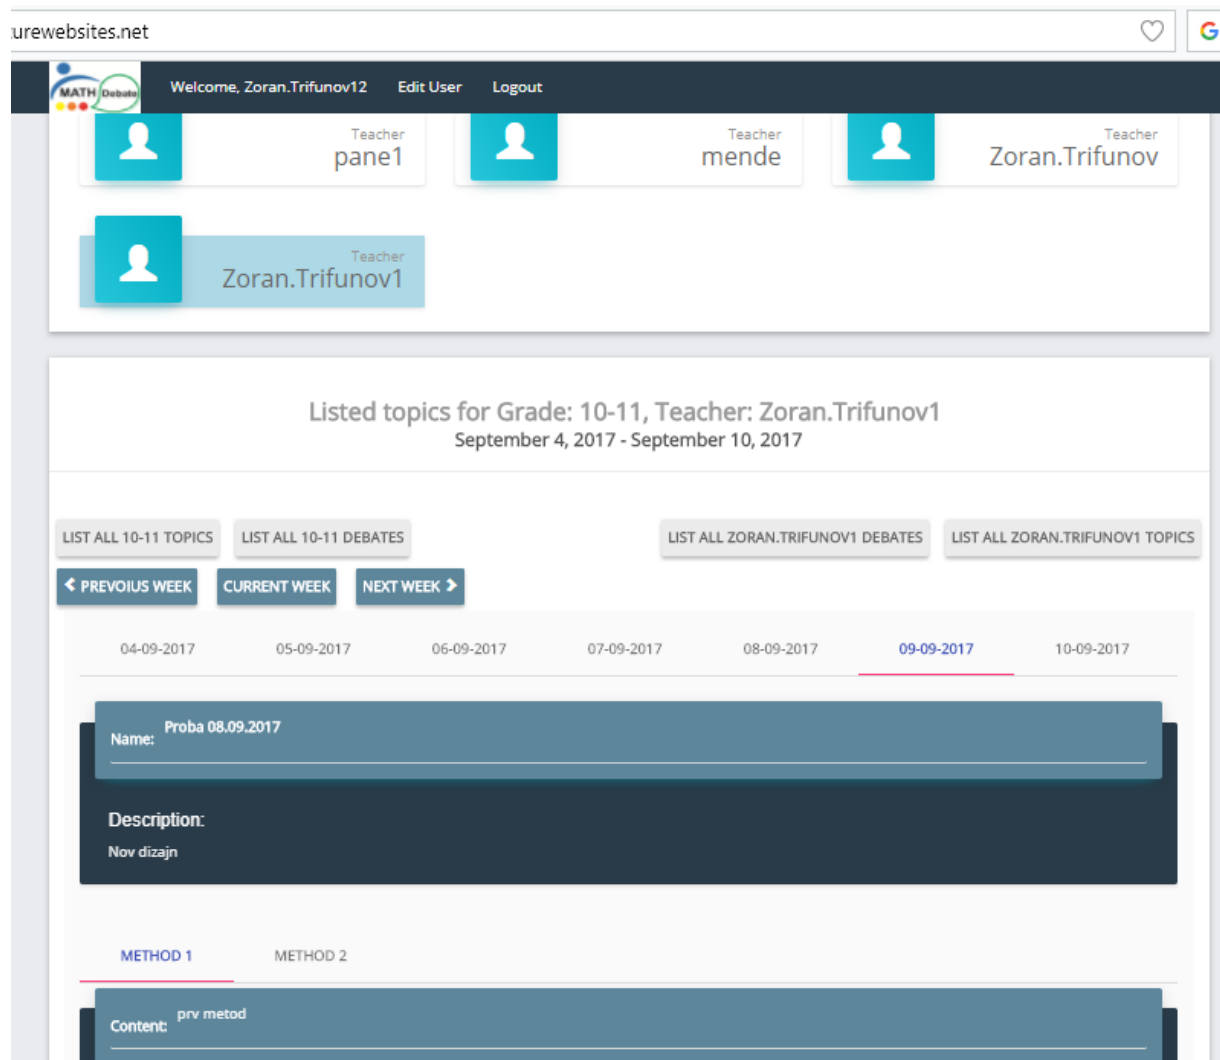 urewebsites.net
MATH Debate
Welcome, Zoran.Trifunov12 Edit User Logout
Teacher
pane1
Teacher
mende
Teacher
Zoran.Trifunov
Teacher
Zoran.Trifunov1
Listed topics for Grade: 10-11, Teacher: Zoran.Trifunov1
September 4, 2017 - September 10, 2017
LIST ALL 10-11 TOPICS LIST ALL 10-11 DEBATES LIST ALL ZORAN.TRIFUNOV1 DEBATES LIST ALL ZORAN.TRIFUNOV1 TOPICS
PREVOIUS WEEK CURRENT WEEK NEXT WEEK
04-09-2017 05-09-2017 06-09-2017 07-09-2017 08-09-2017 09-09-2017 10-09-2017
Name: Proba 08.09.2017
Description:
Nov dizajn
METHOD 1 METHOD 2
Content: prv metod